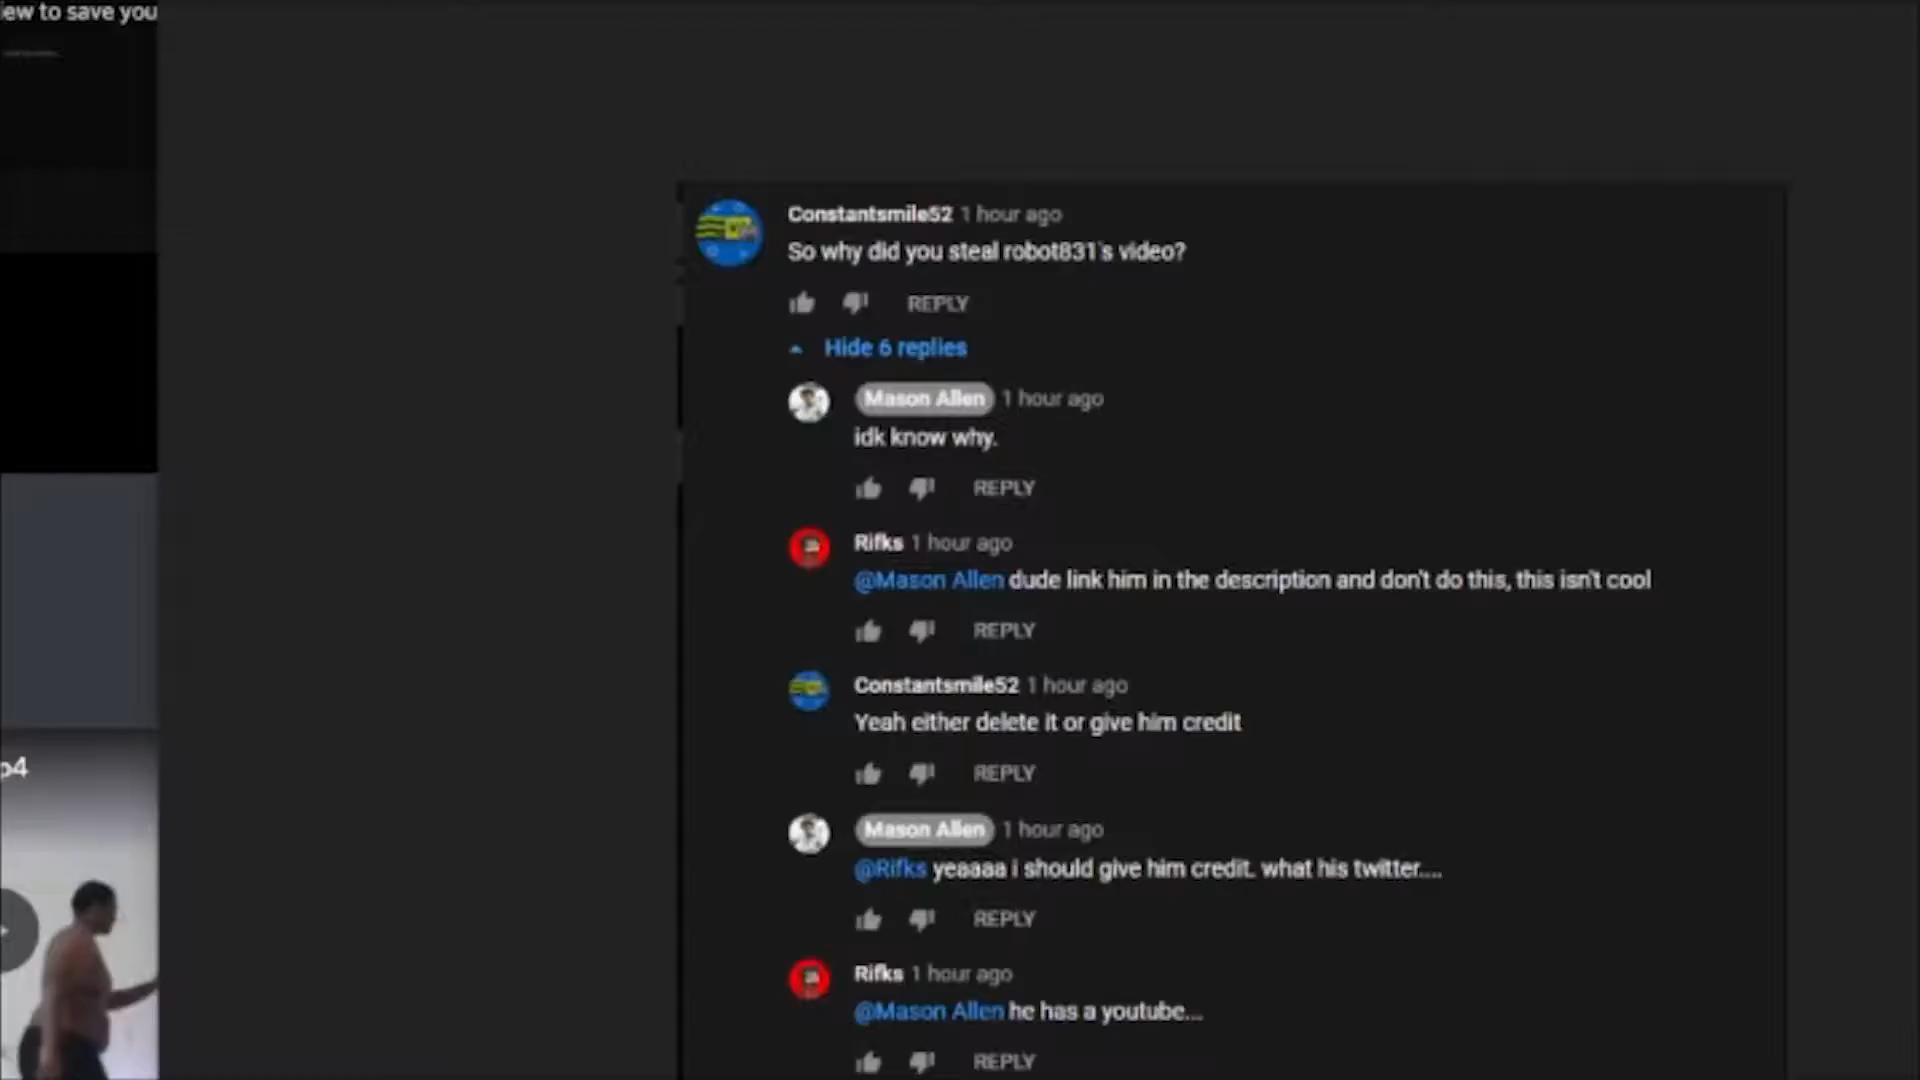 ew to save you
Constantsmile52 1 hour ago
So why did you steal robot831's video?
REPLY
Hide 6 replies
Mason Allen 1 hour ago
idk know why.
REPLY
Rifks 1 hour ago
@Mason Allen dude link him in the description and don't do this, this isn't cool
REPLY
Constantsmile52 1 hour ago
Yeah either delete it or give him credit
REPLY
Mason Allen 1 hour ago
@Rifks yeaaaa i should give him credit. what his twitter....
REPLY
Rifks 1 hour ago
@Mason Allen he has a youtube...
REPLY
p4